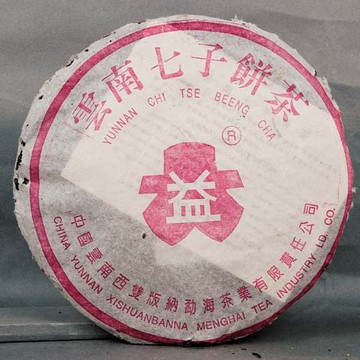 雲南七子餅茶
YUNNAN CHI TSE BEENG CHA
®
益
中國雲南西雙版納勐海茶業有限責任公司
CHINA YUNNAN XISHUANBANNA MENGHAI TEA INDUSTRY LD CO.